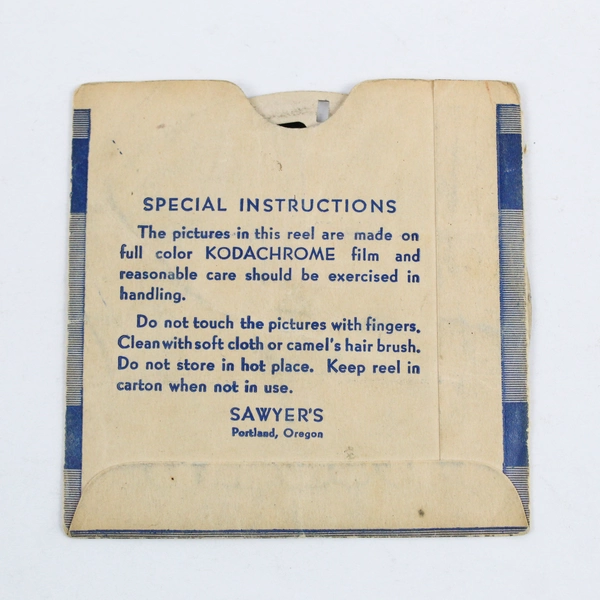 SPECIAL INSTRUCTIONS
The pictures in this reel are made on
full color KODACHROME film and
reasonable care should be exercised in
handling.
Do not touch the pictures with fingers.
Clean with soft cloth or camel's hair brush.
Do not store in hot place. Keep reel in
carton when not in use.
SAWYER'S
Portland, Oregon